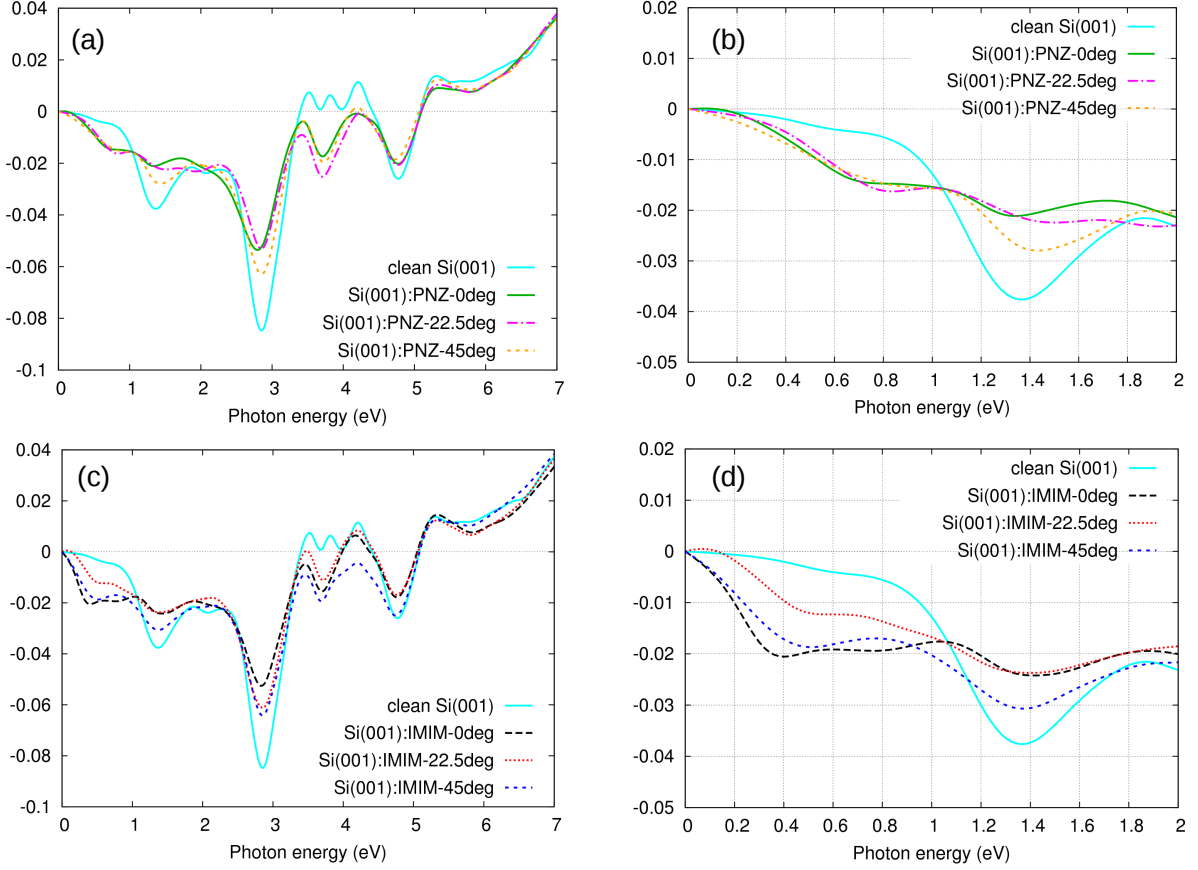 (a)
0.04
0.02
0
-0.02
-0.04
-0.06
-0.08
-0.1
clean Si(001)
Si(001):PNZ-0deg
Si(001):PNZ-22.5deg
Si(001):PNZ-45deg
0 1 2 3 4 5 6 7
Photon energy (eV)
(b)
0.02
0.01
0
-0.01
-0.02
-0.03
-0.04
-0.05
clean Si(001)
Si(001):PNZ-0deg
Si(001):PNZ-22.5deg
Si(001):PNZ-45deg
0 0.2 0.4 0.6 0.8 1 1.2 1.4 1.6 1.8 2
Photon energy (eV)
(c)
0.04
0.02
0
-0.02
-0.04
-0.06
-0.08
-0.1
clean Si(001)
Si(001):IMIM-0deg
Si(001):IMIM-22.5deg
Si(001):IMIM-45deg
0 1 2 3 4 5 6 7
Photon energy (eV)
(d)
0.02
0.01
0
-0.01
-0.02
-0.03
-0.04
-0.05
clean Si(001)
Si(001):IMIM-0deg
Si(001):IMIM-22.5deg
Si(001):IMIM-45deg
0 0.2 0.4 0.6 0.8 1 1.2 1.4 1.6 1.8 2
Photon energy (eV)